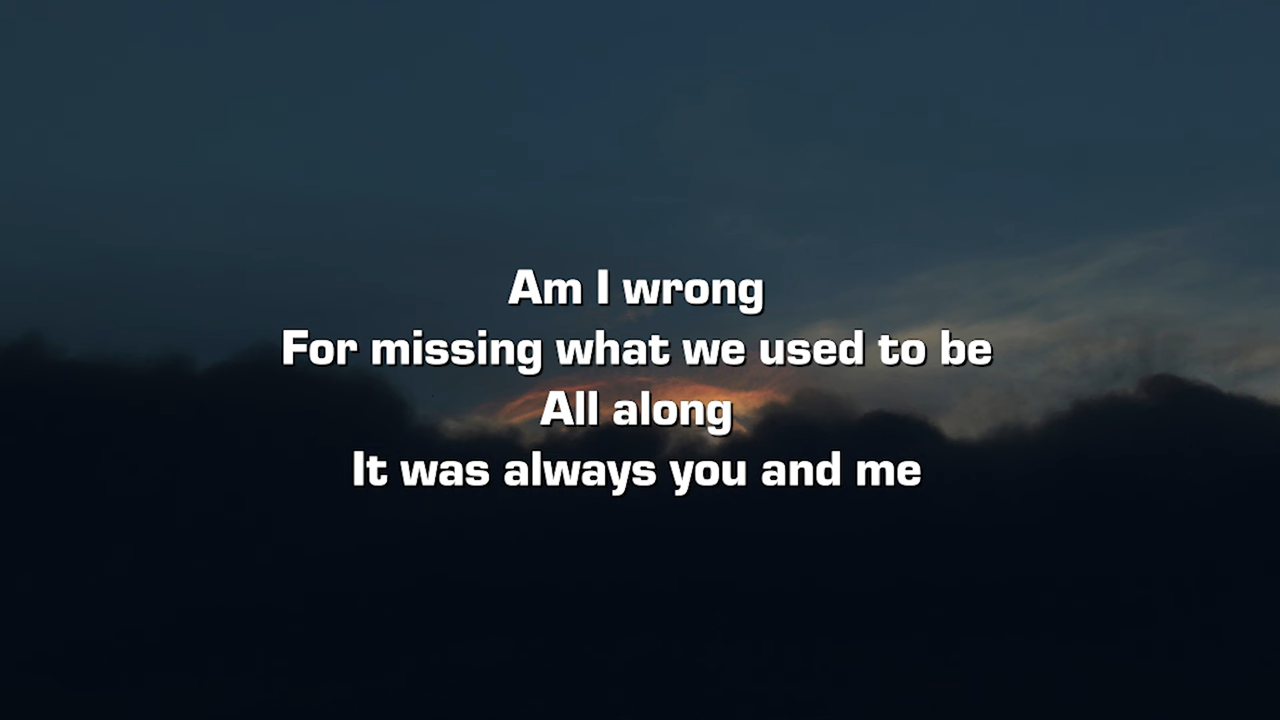 Am I wrong
For missing what we used to be
All along
It was always you and me